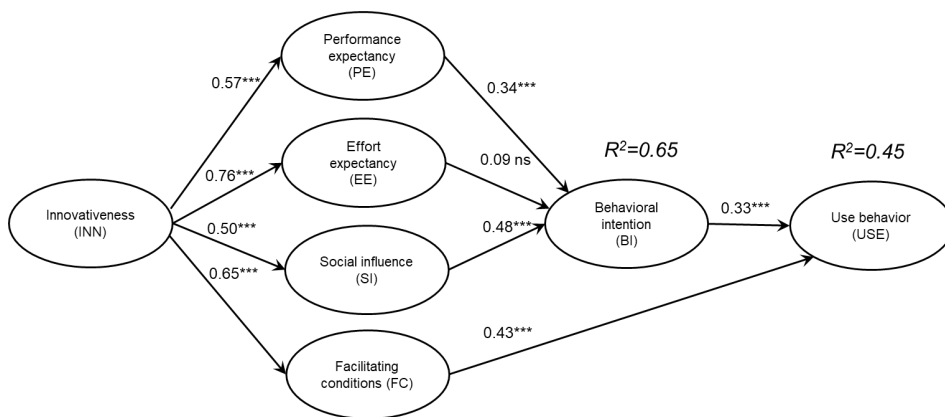 Performance
expectancy
(PE)
0.57***
0.34***
Effort
expectancy
(EE)
R²=0.65
R²=0.45
0.09 ns
0.76***
Innovativeness
(INN)
Behavioral
intention
(BI)
0.33***
Use behavior
(USE)
0.50***
0.48***
Social influence
(SI)
0.65***
0.43***
Facilitating
conditions (FC)